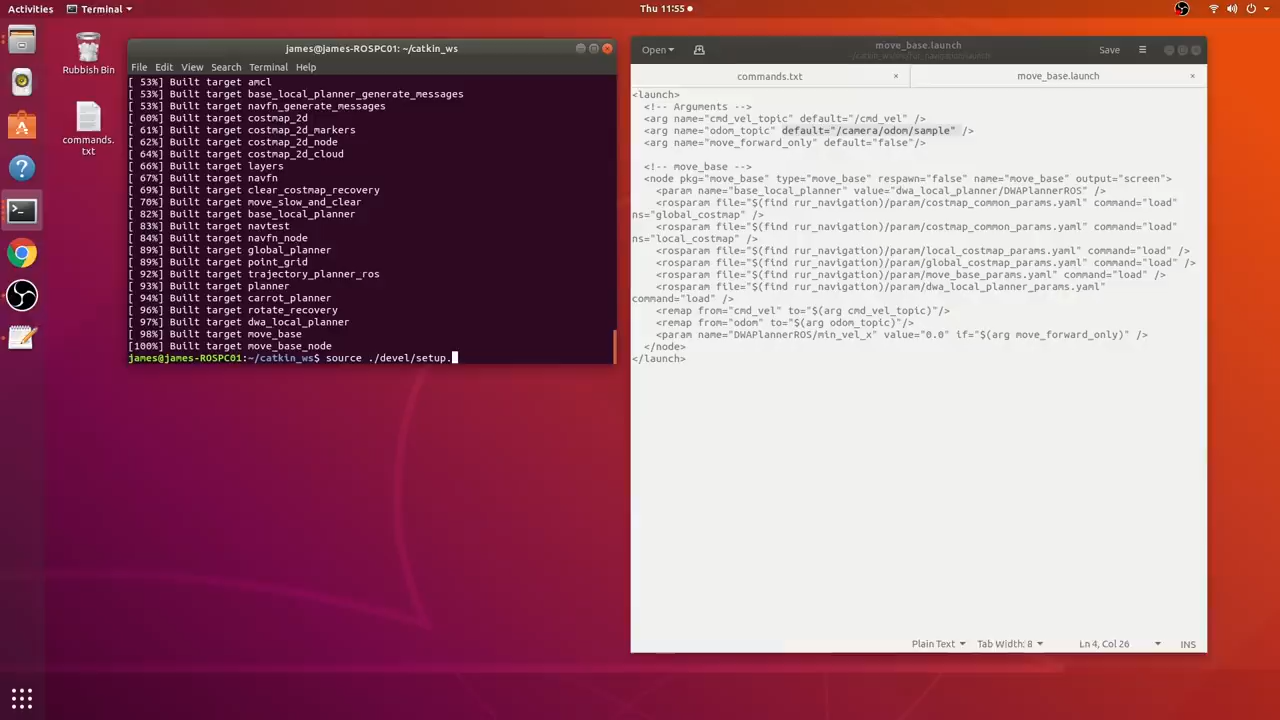 Activities
Terminal
Thu 11:55
Rubbish Bin
commands.
txt
james@james-ROSPC01: ~/catkin_ws
File Edit View Search Terminal Help
[ 53%] Built target amcl
[ 53%] Built target base_local_planner_generate_messages
[ 53%] Built target navfn_generate_messages
[ 60%] Built target costmap_2d
[ 61%] Built target costmap_2d_markers
[ 62%] Built target costmap_2d_node
[ 64%] Built target costmap_2d_cloud
[ 66%] Built target layers
[ 67%] Built target navfn
[ 69%] Built target clear_costmap_recovery
[ 70%] Built target move_slow_and_clear
[ 82%] Built target base_local_planner
[ 83%] Built target navtest
[ 84%] Built target navfn_node
[ 89%] Built target global_planner
[ 89%] Built target point_grid
[ 92%] Built target trajectory_planner_ros
[ 93%] Built target planner
[ 94%] Built target carrot_planner
[ 96%] Built target rotate_recovery
[ 97%] Built target dwa_local_planner
[ 98%] Built target move_base
[100%] Built target move_base_node
james@james-ROSPC01:~/catkin_ws$ source ./devel/setup.
Open
move_base.launch
Save
commands.txt
move_base.launch
<launch>
<!-- Arguments -->
<arg name="cmd_vel_topic" default="/cmd_vel" />
<arg name="odom_topic" default="/camera/odom/sample" />
<arg name="move_forward_only" default="false"/>
<!-- move_base -->
<node pkg="move_base" type="move_base" respawn="false" name="move_base" output="screen">
<param name="base_local_planner" value="dwa_local_planner/DWAPlannerROS" />
<rosparam file="$(find rur_navigation)/param/costmap_common_params.yaml" command="load"
ns="global_costmap" />
<rosparam file="$(find rur_navigation)/param/costmap_common_params.yaml" command="load"
ns="local_costmap" />
<rosparam file="$(find rur_navigation)/param/local_costmap_params.yaml" command="load" />
<rosparam file="$(find rur_navigation)/param/global_costmap_params.yaml" command="load" />
<rosparam file="$(find rur_navigation)/param/move_base_params.yaml" command="load" />
<rosparam file="$(find rur_navigation)/param/dwa_local_planner_params.yaml"
command="load" />
<remap from="cmd_vel" to="$(arg cmd_vel_topic)"/>
<remap from="odom" to="$(arg odom_topic)"/>
<param name="DWAPlannerROS/min_vel_x" value="0.0" if="$(arg move_forward_only)" />
</node>
</launch>
Plain Text
Tab Width: 8
Ln 4, Col 26
INS